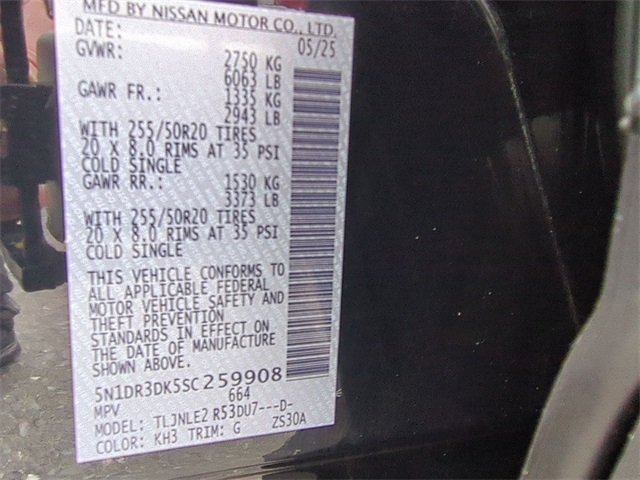 MFD BY NISSAN MOTOR CO., LTD.
DATE: 05/25
GVWR: 2750 KG
6063 LB
GAWR FR.: 1335 KG
2943 LB
WITH 255/50R20 TIRES
20 X 8.0 RIMS AT 35 PSI
COLD SINGLE
GAWR RR.: 1530 KG
3373 LB
WITH 255/50R20 TIRES
20 X 8.0 RIMS AT 35 PSI
COLD SINGLE
THIS VEHICLE CONFORMS TO
ALL APPLICABLE FEDERAL
MOTOR VEHICLE SAFETY AND
THEFT PREVENTION
STANDARDS IN EFFECT ON
THE DATE OF MANUFACTURE
SHOWN ABOVE.
5N1DR3DK5SC259908
MPV 664
MODEL: TLJNLE2 R53DU7---D-
COLOR: KH3 TRIM: G ZS30A